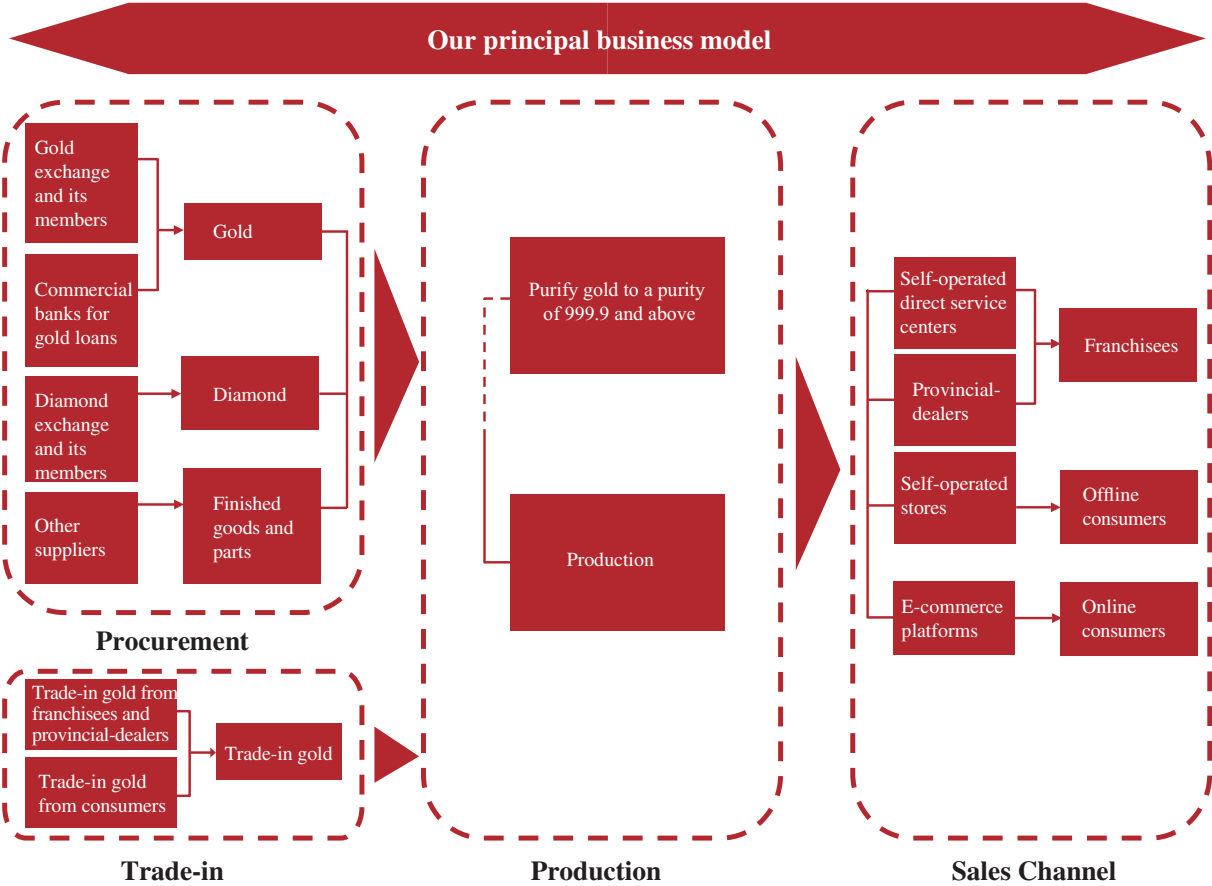 Our principal business model
Gold
exchange
and its
members
Commercial
banks for
gold loans
Diamond
exchange
and its
members
Other
suppliers
Gold
Diamond
Finished
goods and
parts
Procurement
Trade-in gold from
franchisees and
provincial-dealers
Trade-in gold
from consumers
Trade-in gold
Trade-in
Purify gold to a purity
of 999.9 and above
Production
Production
Self-operated
direct service
centers
Provincial-
dealers
Self-operated
stores
E-commerce
platforms
Franchisees
Offline
consumers
Online
consumers
Sales Channel